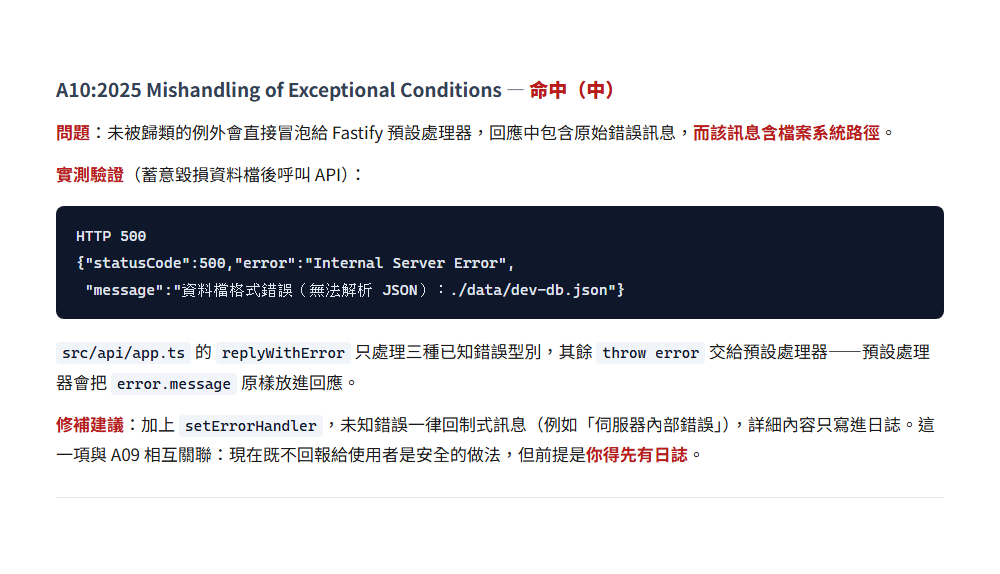 A10:2025 Mishandling of Exceptional Conditions — 命中（中）
問題：未被歸類的例外會直接冒泡給 Fastify 預設處理器，回應中包含原始錯誤訊息，而該訊息含檔案系統路徑。
實測驗證（蓄意毀損資料檔後呼叫 API）：
HTTP 500
{"statusCode":500,"error":"Internal Server Error",
"message":"資料檔格式錯誤（無法解析 JSON）：./data/dev-db.json"}
src/api/app.ts 的 replyWithError 只處理三種已知錯誤型別，其餘 throw error 交給預設處理器——預設處理
器會把 error.message 原樣放進回應。
修補建議：加上 setErrorHandler ，未知錯誤一律回制式訊息（例如「伺服器內部錯誤」），詳細內容只寫進日誌。這
一項與 A09 相互關聯：現在既不回報給使用者是安全的做法，但前提是你得先有日誌。